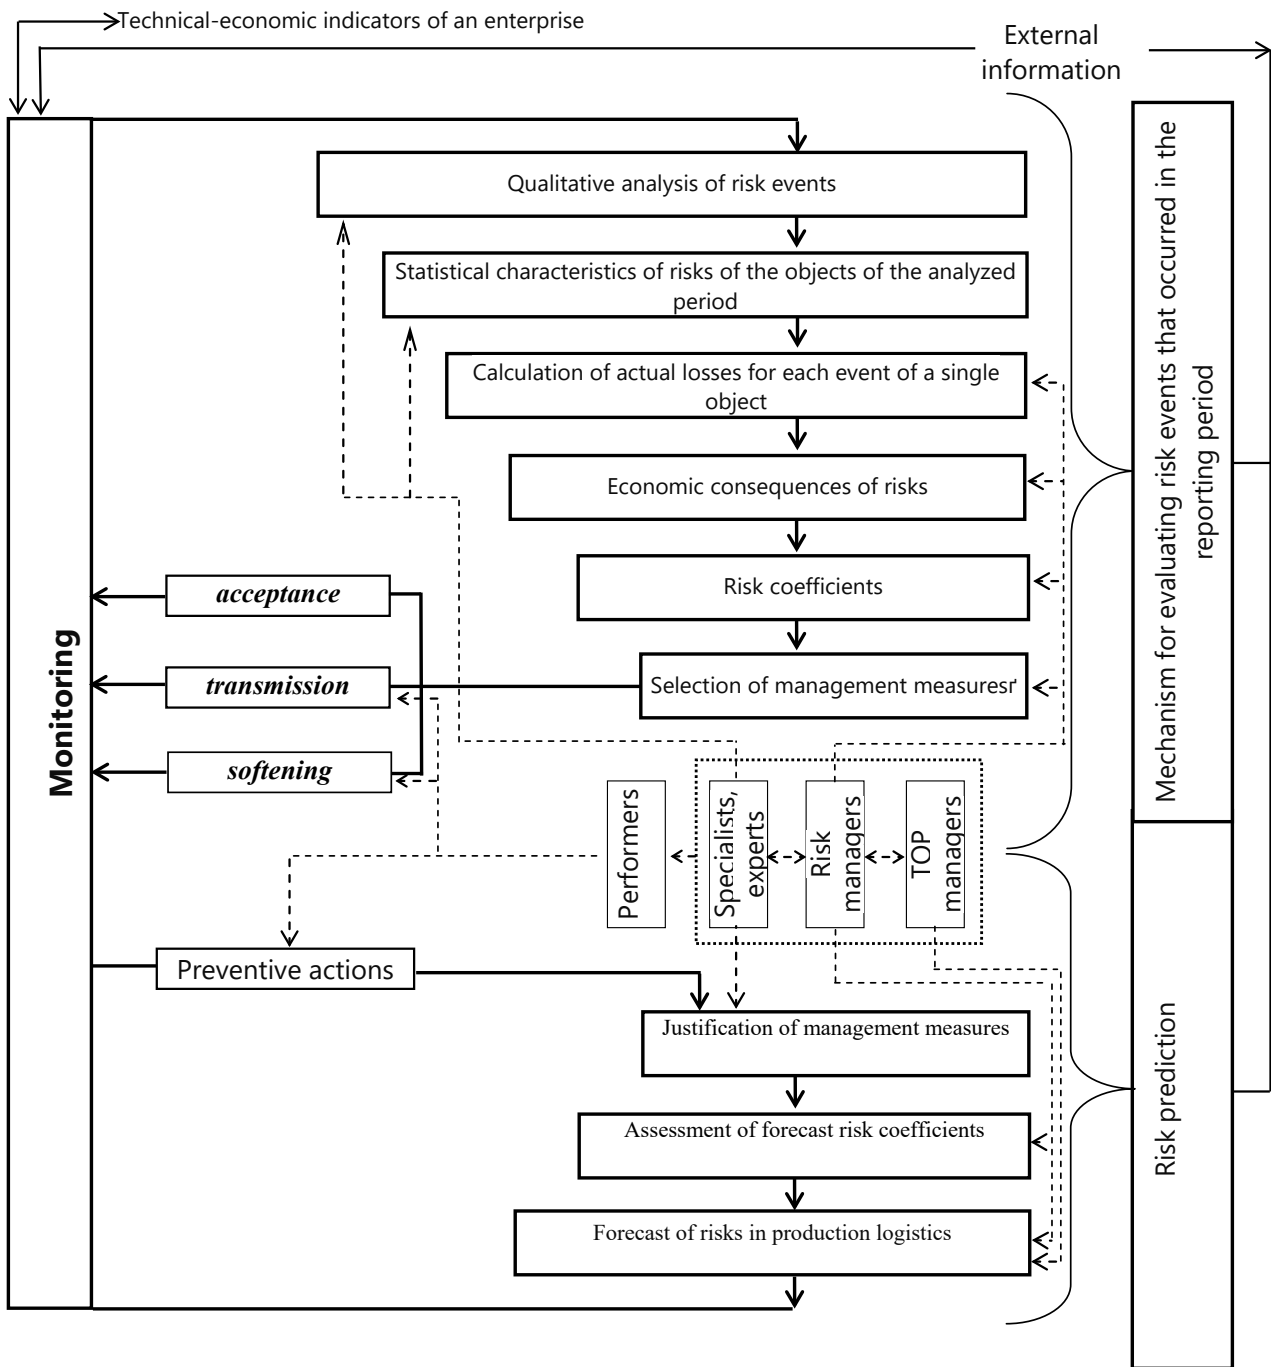 Technical-economic indicators of an enterprise
External
information
Qualitative analysis of risk events
Statistical characteristics of risks of the objects of the analyzed
period
Calculation of actual losses for each event of a single
object
Economic consequences of risks
Risk coefficients
Selection of management measuresr
acceptance
transmission
softening
Monitoring
Performers
Specialists,
experts
Risk
managers
TOP
managers
Preventive actions
Justification of management measures
Assessment of forecast risk coefficients
Forecast of risks in production logistics
Mechanism for evaluating risk events that occurred in the
reporting period
Risk prediction